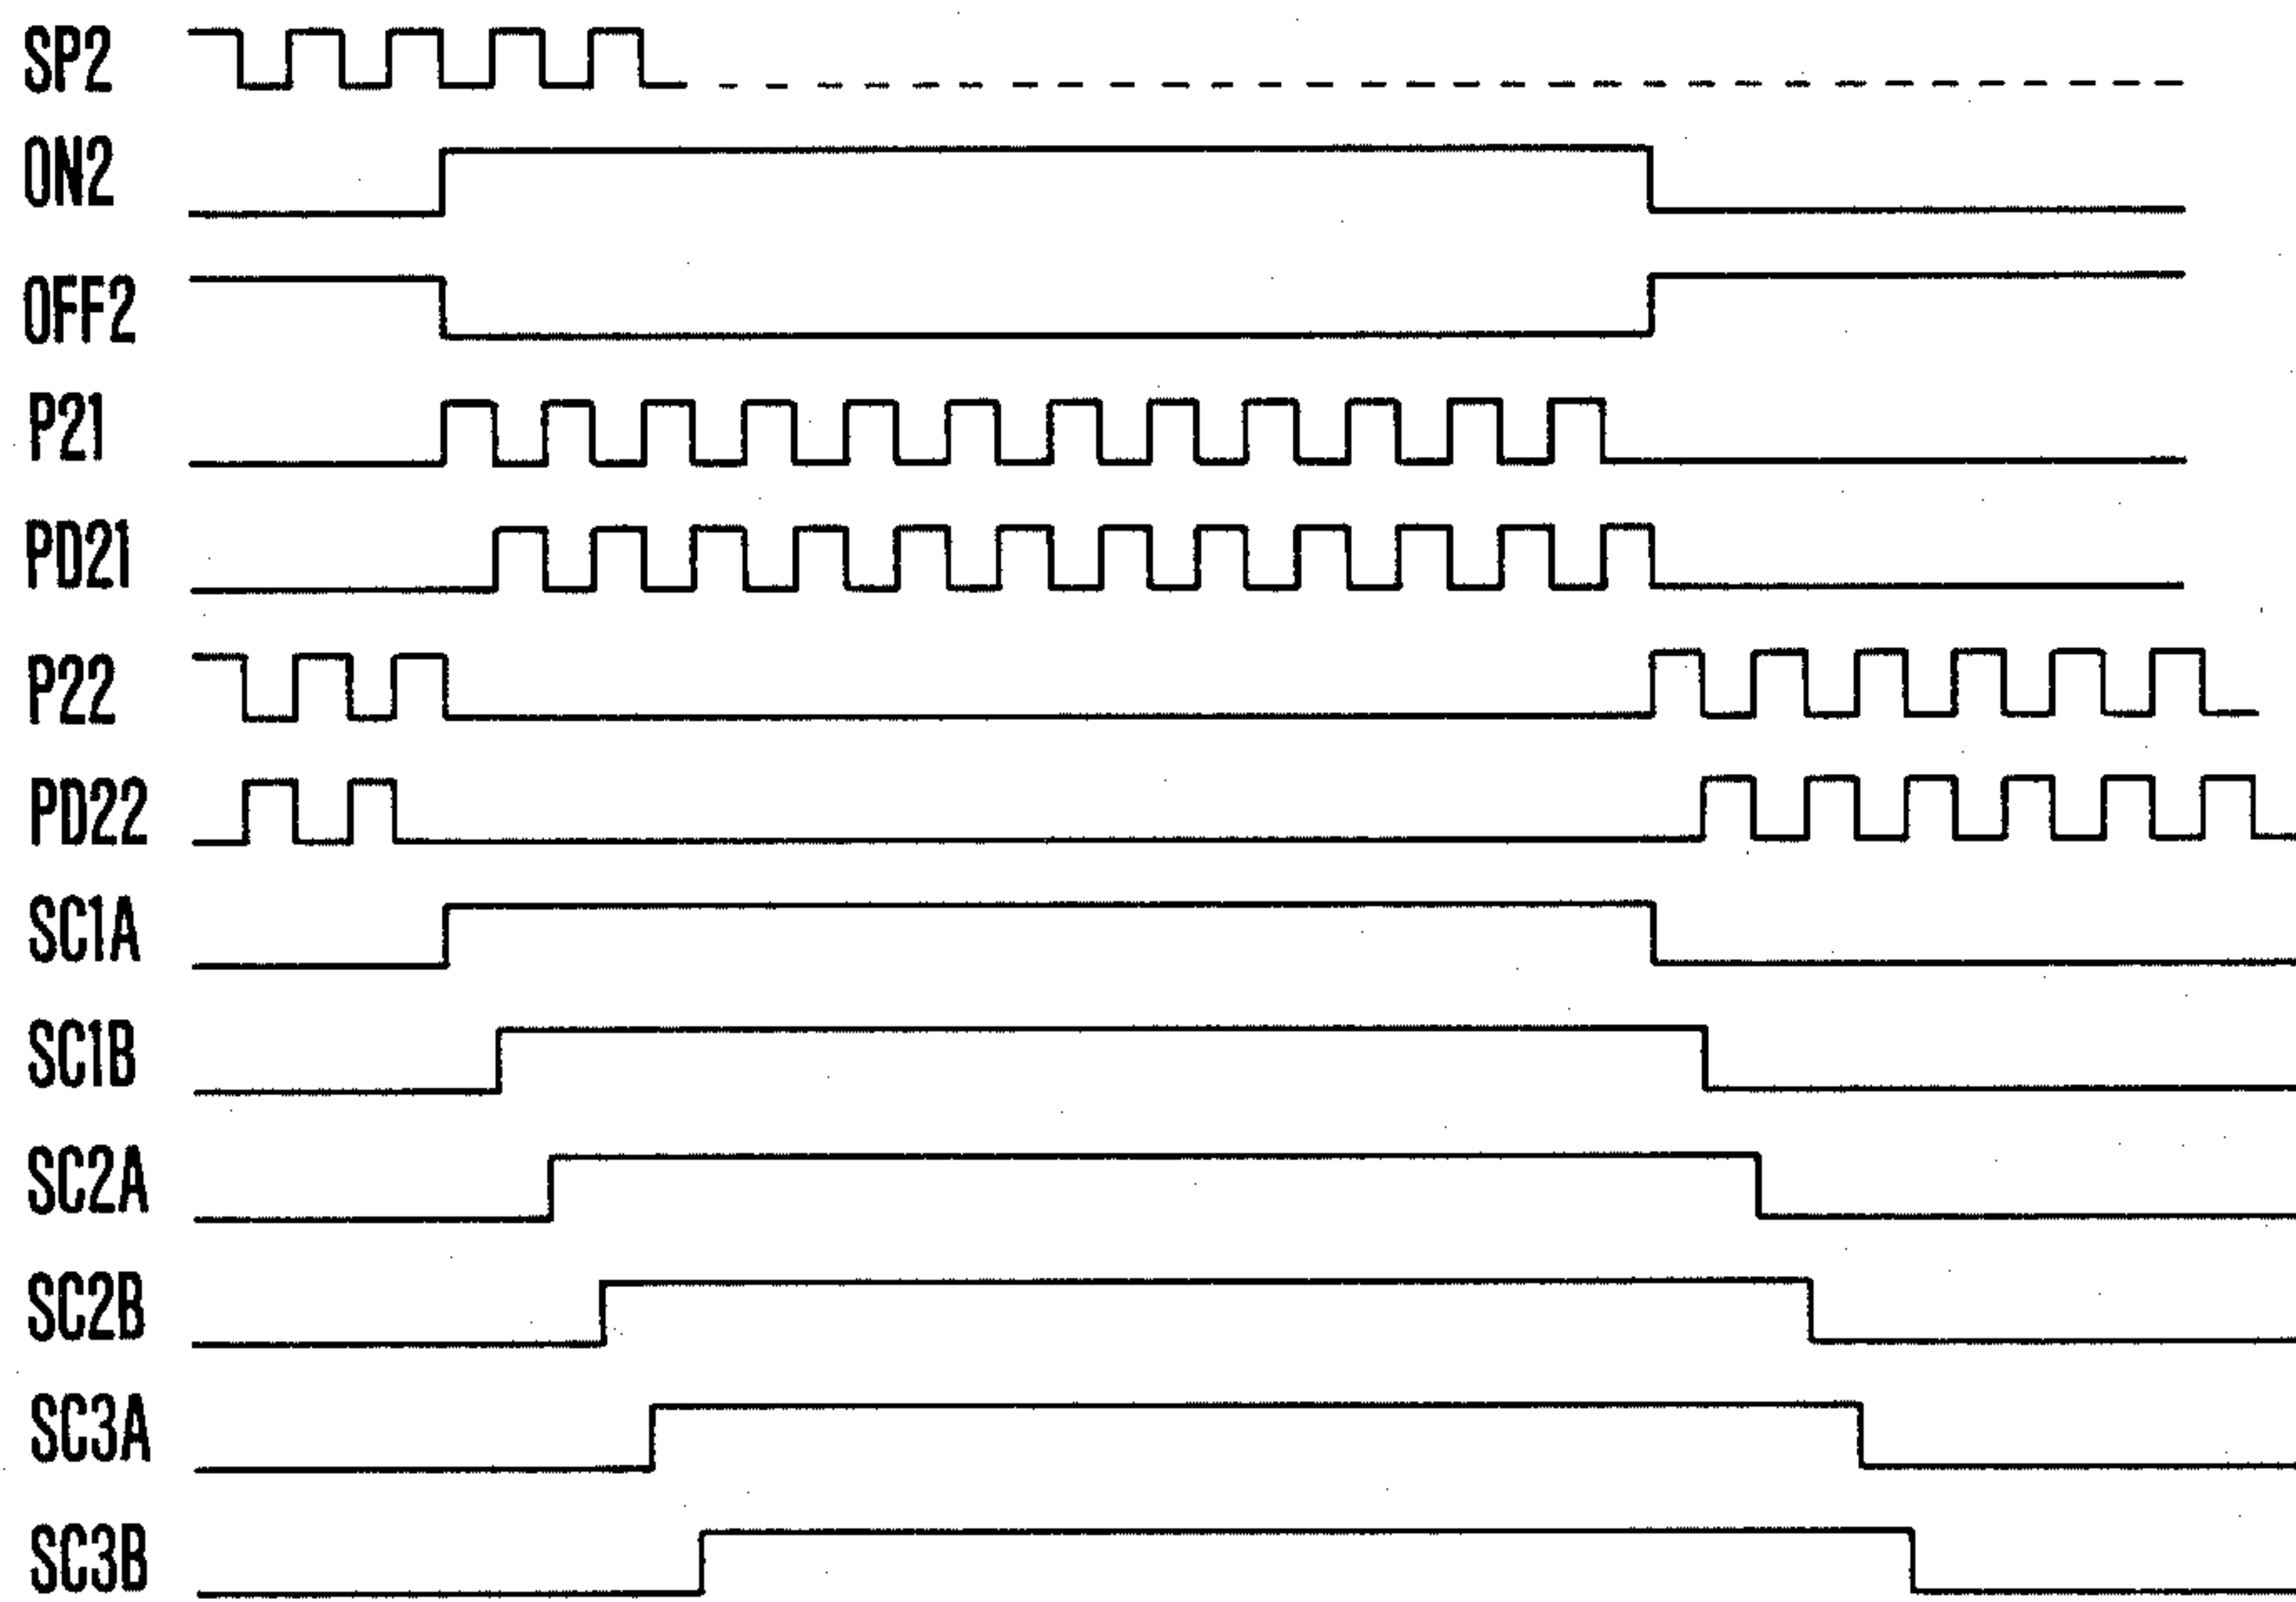 SP2
ON2
OFF2
P21
PD21
P22
PD22
SC1A
SC1B
SC2A
SC2B
SC3A
SC3B